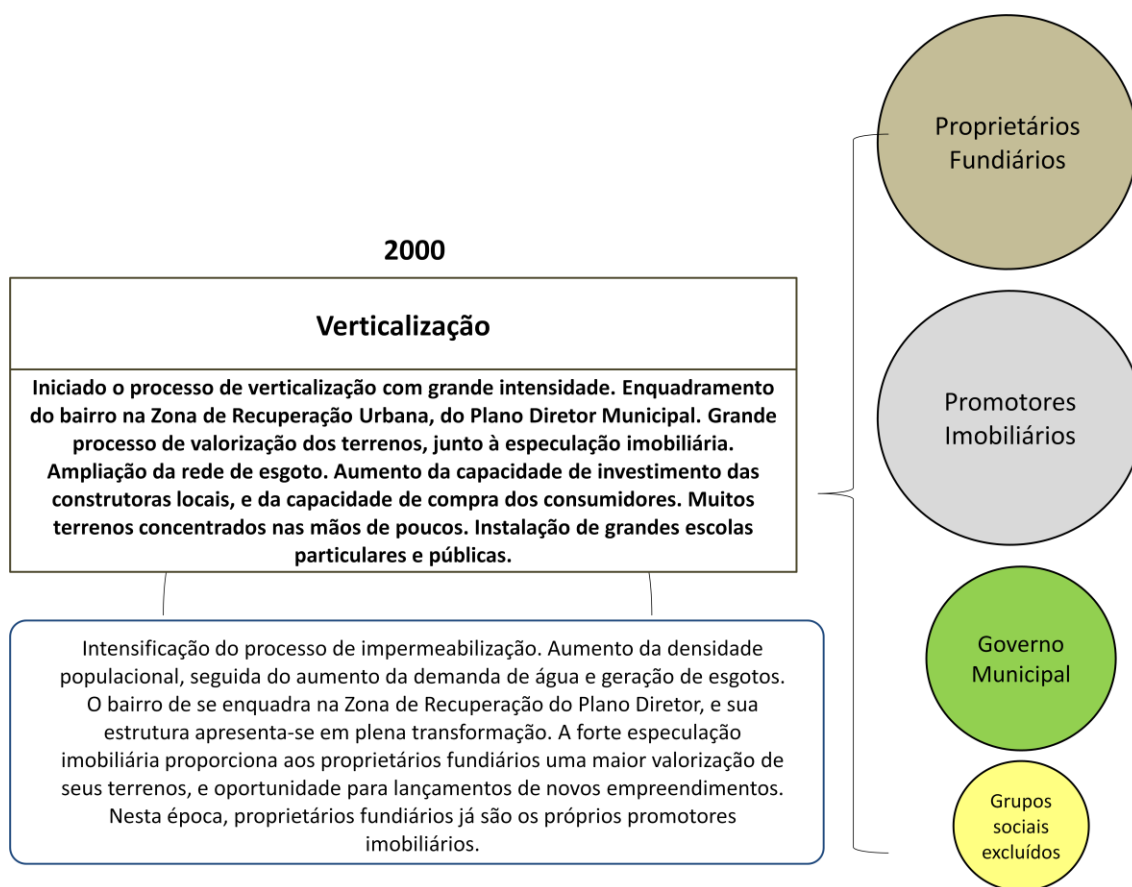 2000
Verticalização
Iniciado o processo de verticalização com grande intensidade. Enquadramento
do bairro na Zona de Recuperação Urbana, do Plano Diretor Municipal. Grande
processo de valorização dos terrenos, junto à especulação imobiliária.
Ampliação da rede de esgoto. Aumento da capacidade de investimento das
construtoras locais, e da capacidade de compra dos consumidores. Muitos
terrenos concentrados nas mãos de poucos. Instalação de grandes escolas
particulares e públicas.
Intensificação do processo de impermeabilização. Aumento da densidade
populacional, seguida do aumento da demanda de água e geração de esgotos.
O bairro de se enquadra na Zona de Recuperação do Plano Diretor, e sua
estrutura apresenta-se em plena transformação. A forte especulação
imobiliária proporciona aos proprietários fundiários uma maior valorização de
seus terrenos, e oportunidade para lançamentos de novos empreendimentos.
Nesta época, proprietários fundiários já são os próprios promotores
imobiliários.
Proprietários
Fundiários
Promotores
Imobiliários
Governo
Municipal
Grupos
sociais
excluídos